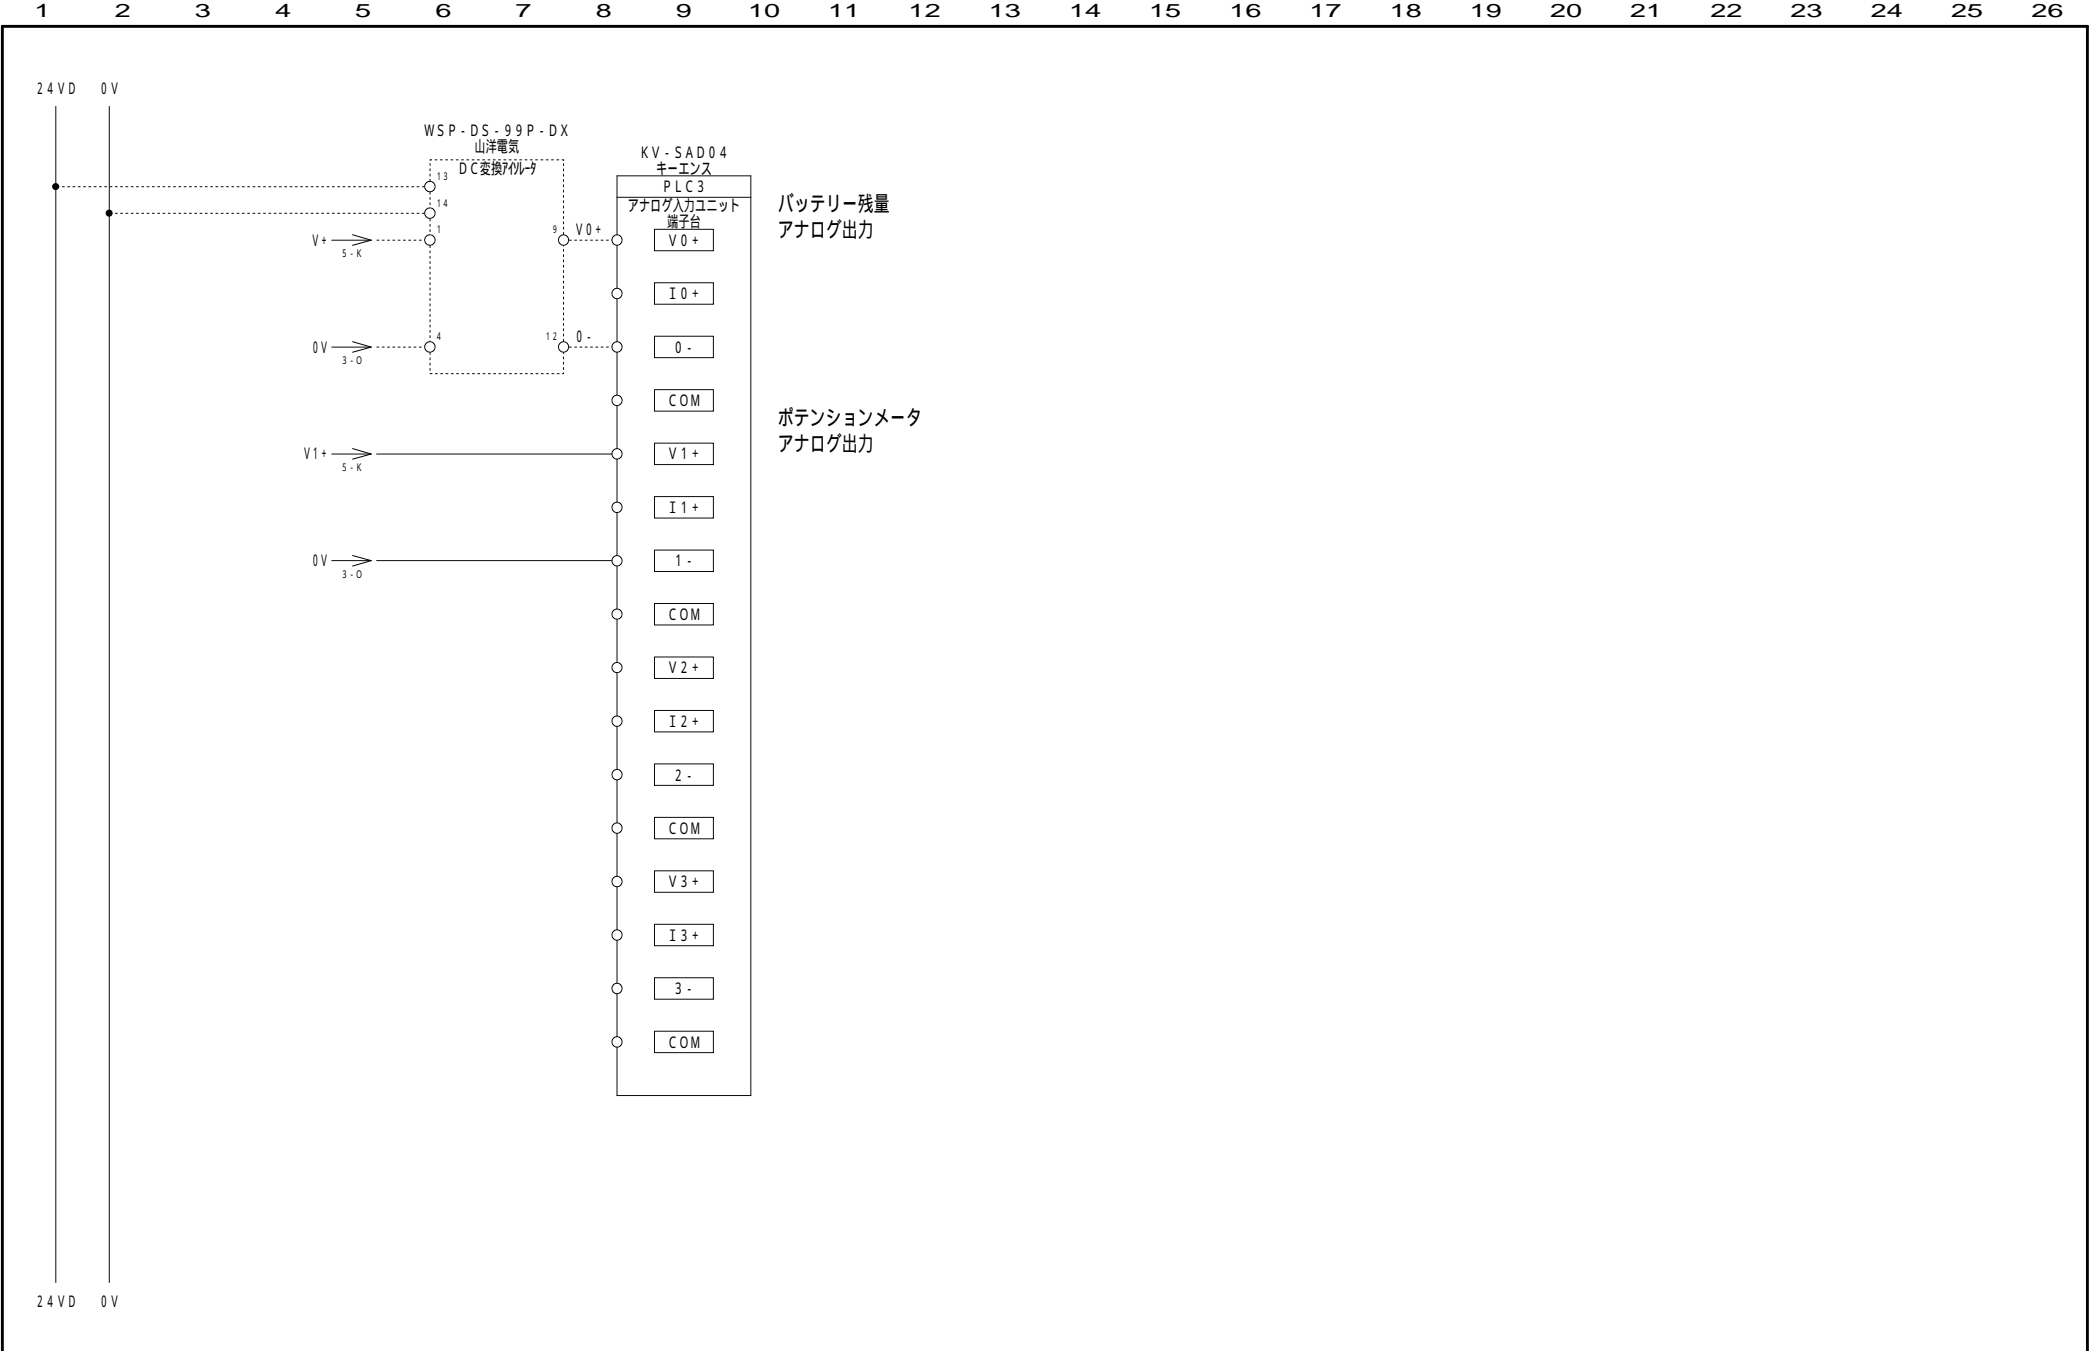 1 2 3 4 5 6 7 8 9 10 11 12 13 14 15 16 17 18 19 20 21 22 23 24 25 26
24VD 0V
WSP-DS-99P-DX
山洋電気
DC変換ｱｲｿﾚｰﾀ
KV-SAD04
キーエンス
PLC3
アナログ入力ユニット
端子台
バッテリー残量
アナログ出力
13
14
V+ 5-K 1 9 V0+ V0+
I0+
0V 3-O 4 12 0- 0-
COM
ポテンションメータ
アナログ出力
V1+ 5-K V1+
I1+
0V 3-O 1-
COM
V2+
I2+
2-
COM
V3+
I3+
3-
COM
24VD 0V